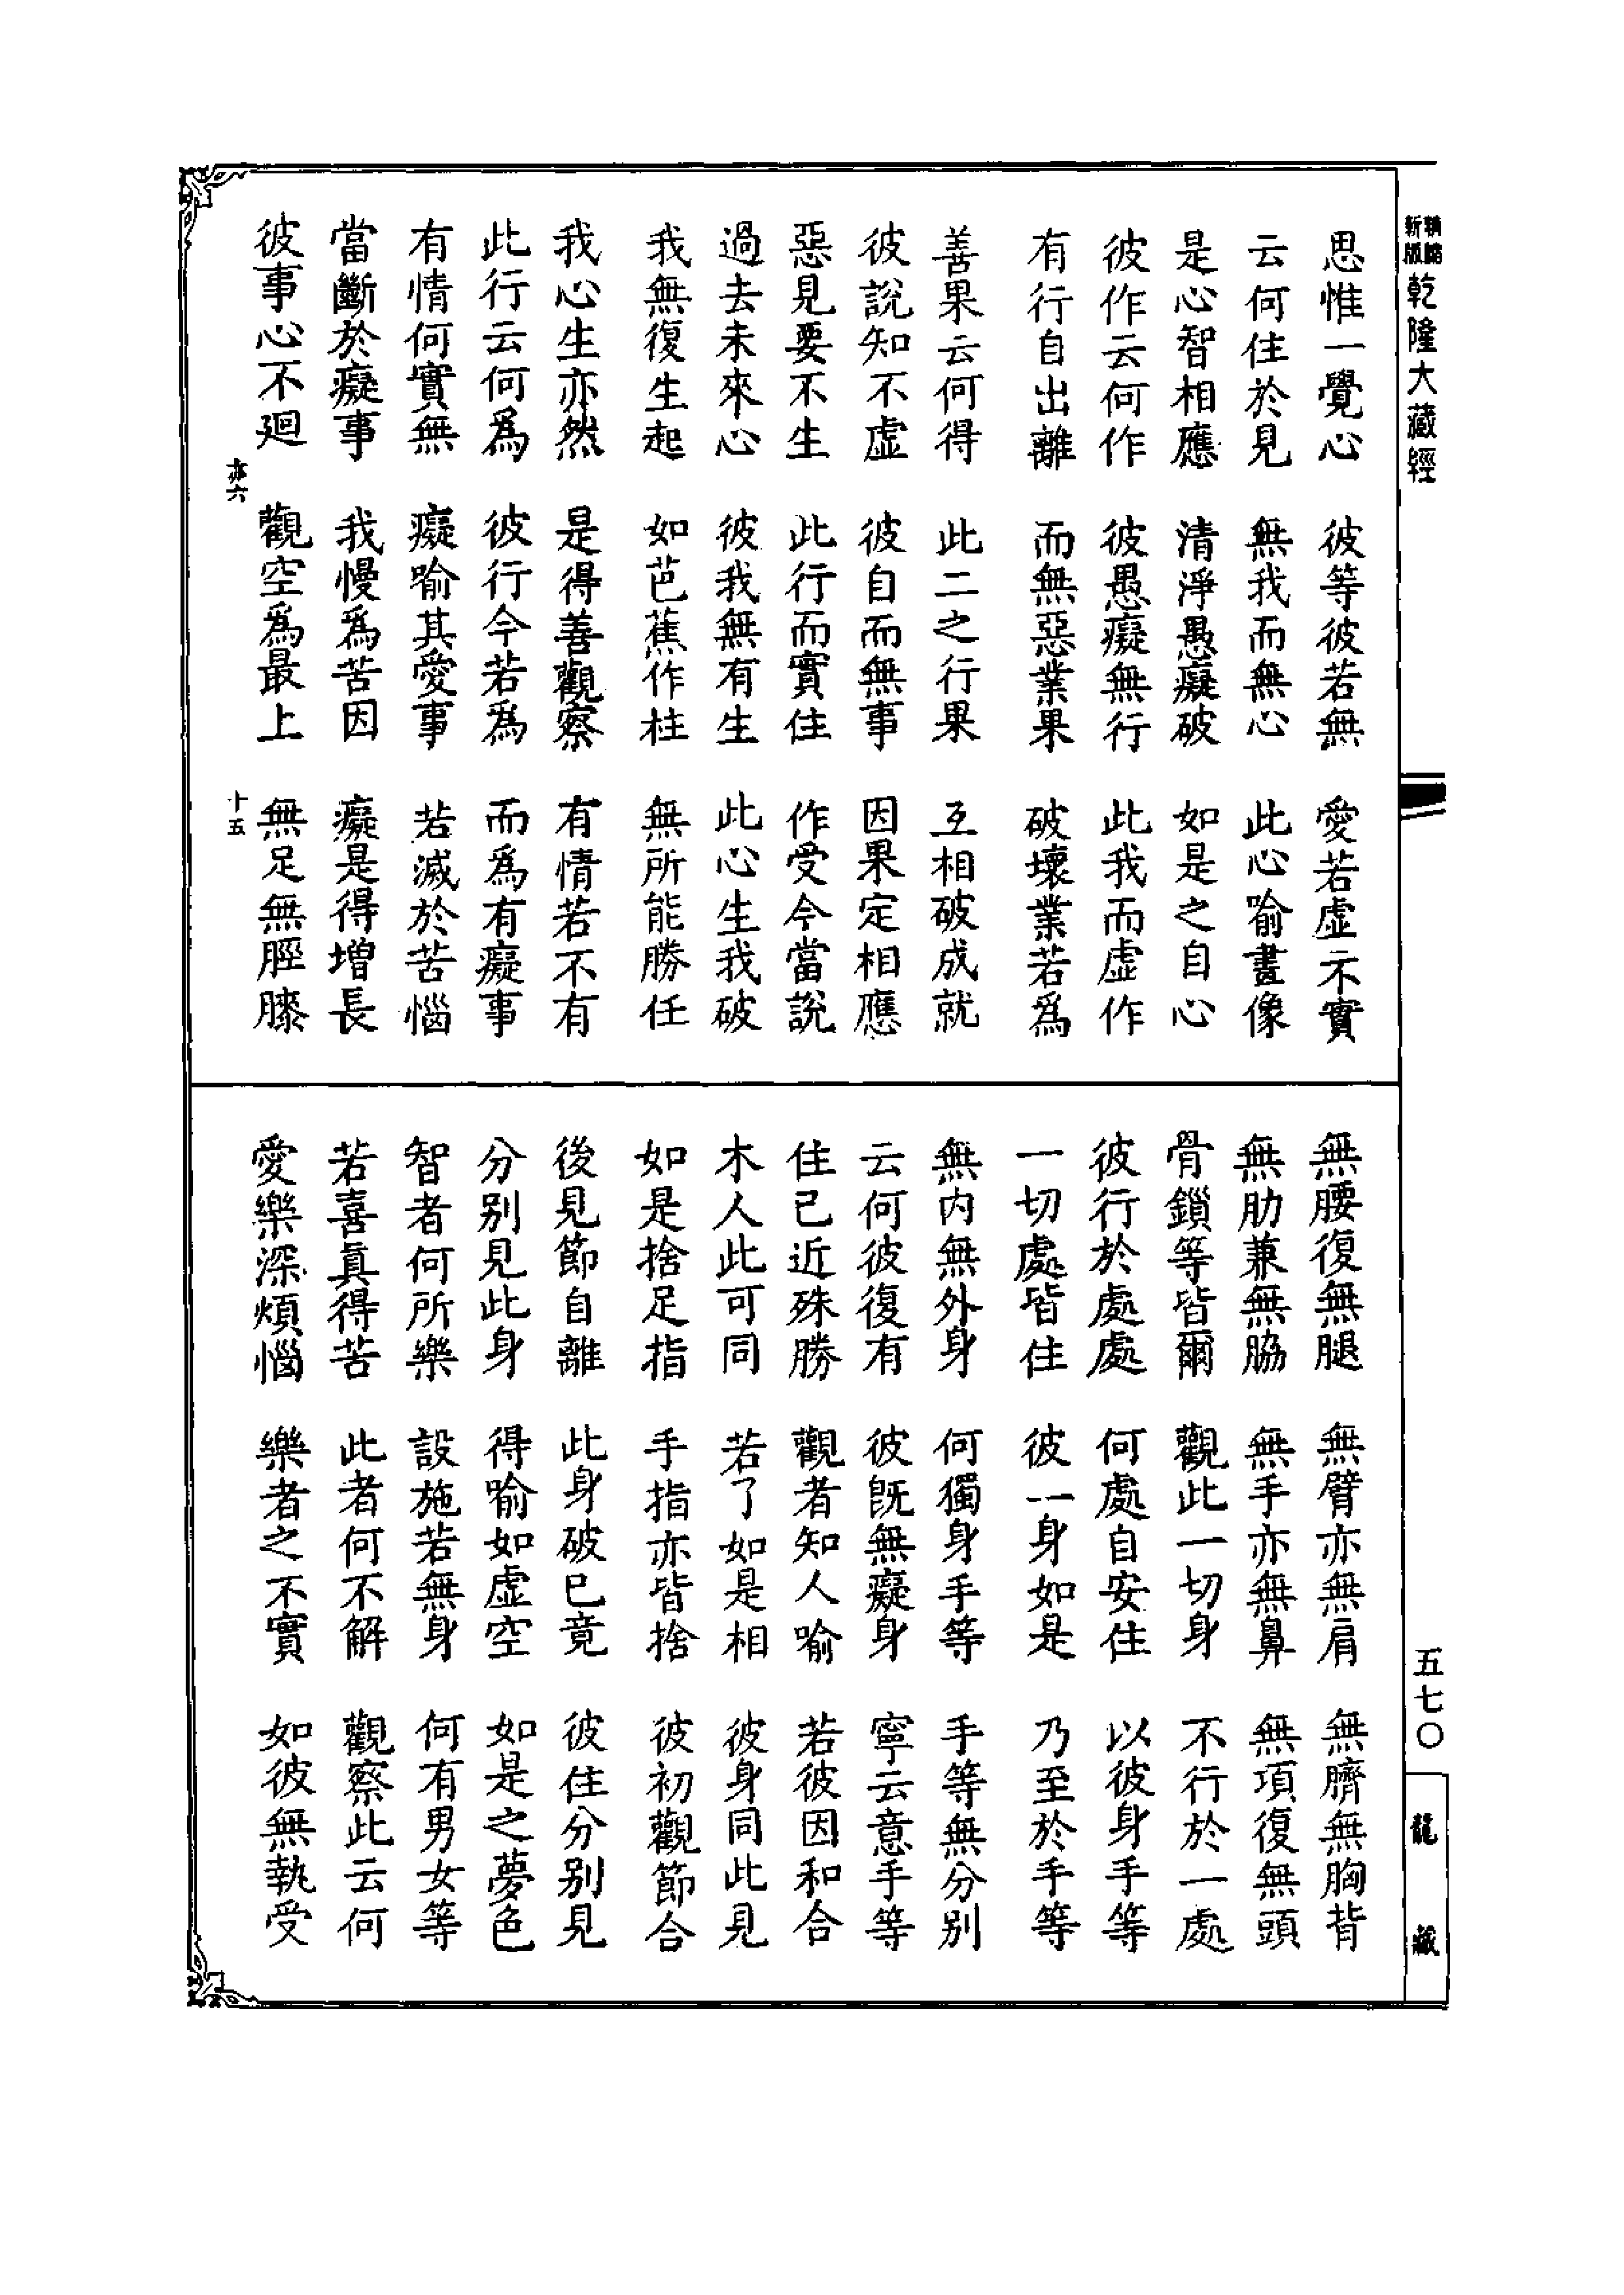 新版
精縮
乾隆大藏經
思惟一覺心　彼等彼若無　愛若虛不實
云何住於見　無我而無心　此心喻畫像
是心智相應　清淨愚癡破　如是之自心
彼作云何作　彼愚癡無行　此我而虛作
有行自出離　而無惡業果　破壞業若爲
善果云何得　此二之行果　互相破成就
彼說知不虛　彼自而無事　因果定相應
惡見要不生　此行而實住　作受今當說
過去未來心　彼我無有生　此心生我破
我無復生起　如芭蕉作柱　無所能勝任
我心生亦然　是得善觀察　有情若不有
此行云何爲　彼行今若爲　而爲有癡事
有情何實無　癡喻其愛事　若滅於苦惱
當斷於癡事　我慢爲苦因　癡是得增長
彼事心不迴　觀空爲最上　無足無脛膝
亦六　十五
無腰復無腿　無臂亦無肩　無臍無胸背
無肋兼無脇　無手亦無鼻　無項復無頭
骨鎖等皆爾　觀此一切身　不行於一處
彼行於處處　何處自安住　以彼身手等
一切處皆住　彼一身如是　乃至於手等
無内無外身　何獨身手等　手等無分别
云何彼復有　彼旣無癡身　寧云意手等
住已近殊勝　觀者知人喻　若彼因和合
木人此可同　若了如是相　彼身同此見
如是捨足指　手指亦皆捨　彼初觀節合
後見節自離　此身破已竟　彼住分别見
分别見此身　得喻如虛空　如是之夢色
智者何所樂　設施若無身　何有男女等
若喜眞得苦　此者何不解　觀察此云何
愛樂深煩惱　樂者之不實　如彼無執受
五七〇
龍藏